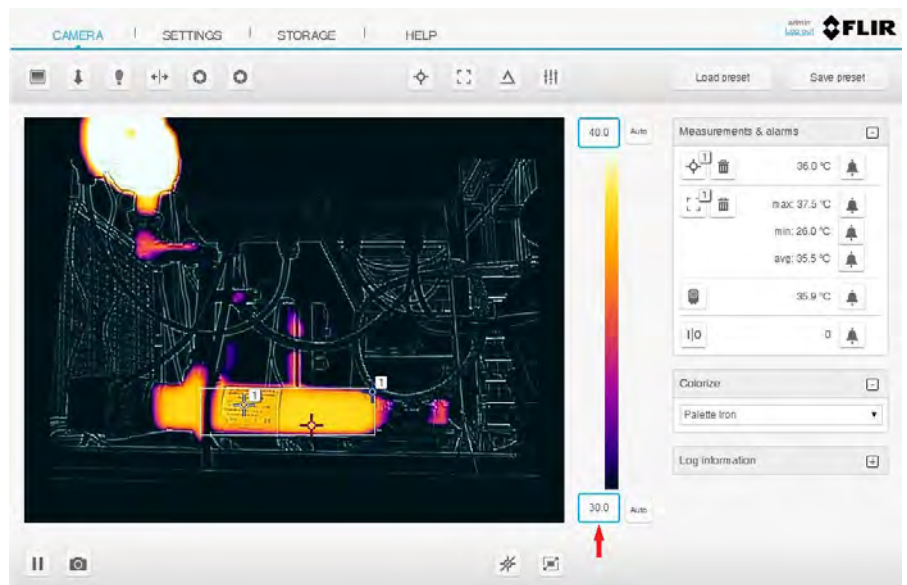 CAMERA SETTINGS STORAGE HELP
admin
Log out
FLIR
Load preset Save preset
40.0 Auto
Measurements & alarms
1 36.0 °C
1 max: 37.5 °C
min: 26.0 °C
avg: 35.5 °C
35.9 °C
I|O 0
1
1
Colorize
Palette Iron
Log information
30.0 Auto